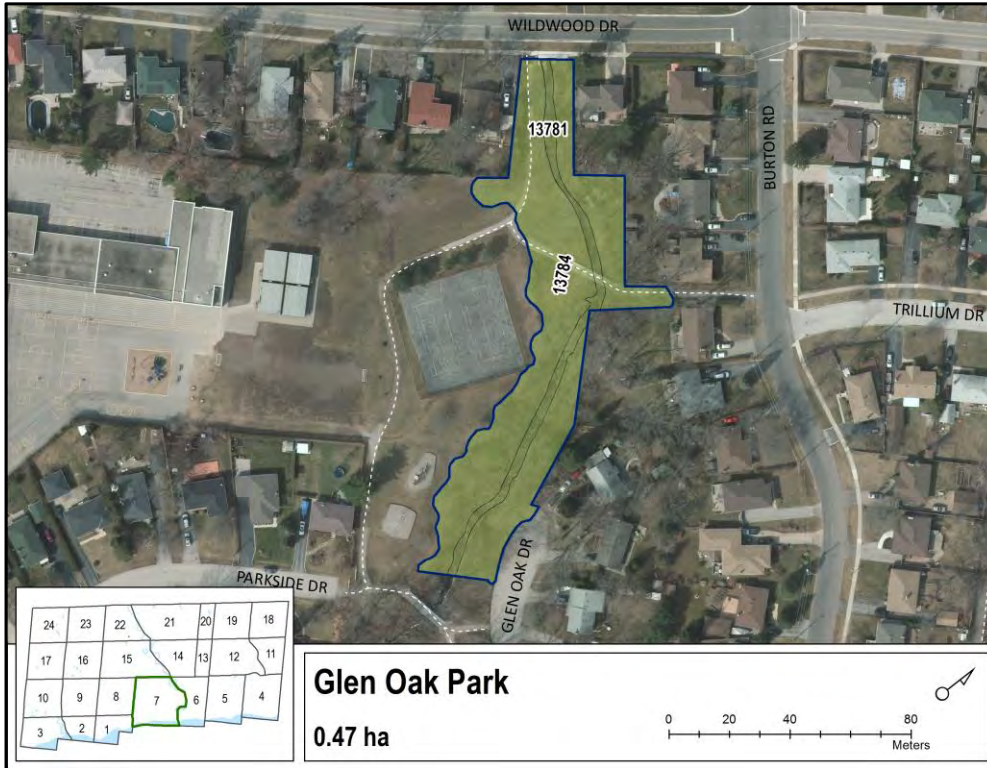 WILDWOOD DR
13781
BURTON RD
13784
TRILLIUM DR
PARKSIDE DR
GLEN OAK DR
24 23 22 21 20 19 18
17 16 15 14 13 12 11
10 9 8 7 6 5 4
3 2 1
Glen Oak Park
0.47 ha
0 20 40 80
Meters